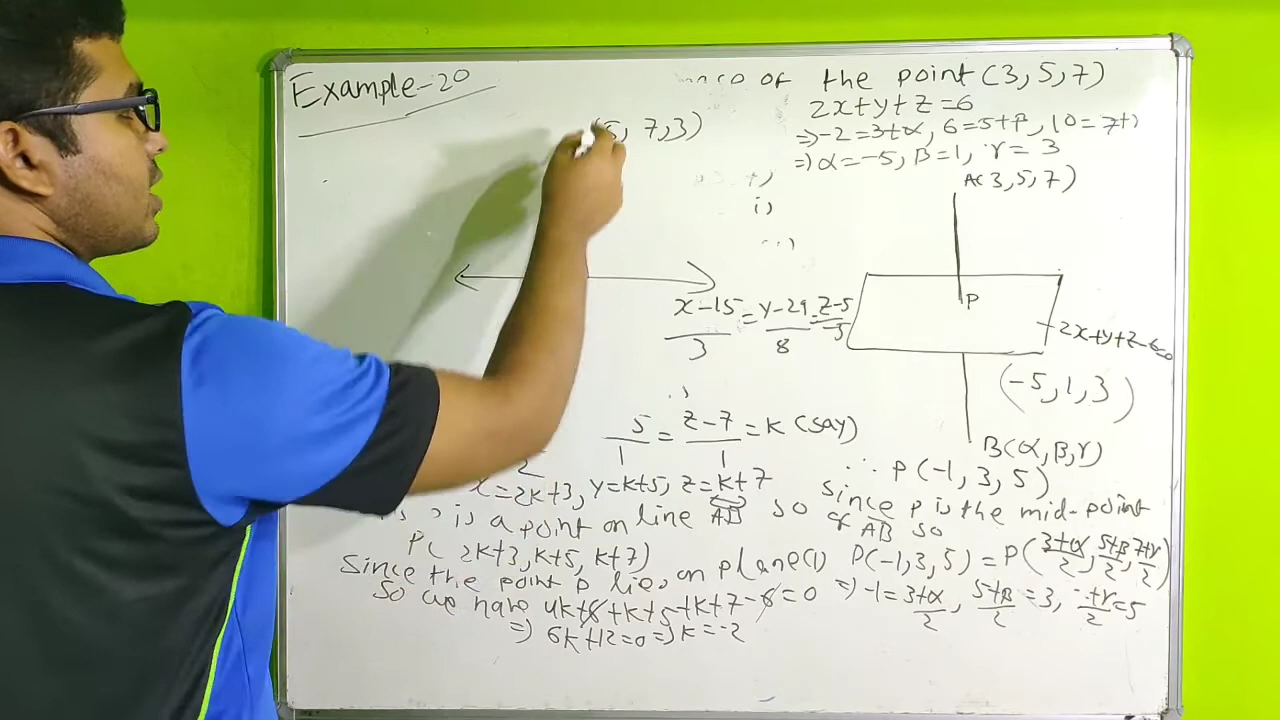 Example-20
of the point (3, 5, 7)
2x+y+z=6
⇒ -2=3+α, 6=5+β, 10=7+γ
⇒ α=-5, β=1, γ=3
(5, 7, 3)
A(3, 5, 7)
P
x-15/3 = y-29/8 = z-5/-5
2x+y+z-6=0
(-5, 1, 3)
B(α, β, γ)
5/1 = z-7/1 = k (say)
2
x=2k+3, y=k+5, z=k+7
is a point on line AB so
P(2k+3, k+5, k+7)
Since the point p lies on plane(1)
So we have 4k+6+k+5+k+7-6=0
⇒ 6k+12=0 ⇒ k=-2
∴ P(-1, 3, 5)
Since p is the mid-point
of AB so
P(-1, 3, 5) = P(3+α/2, 5+β/2, 7+γ/2)
⇒ -1=3+α/2, 5+β/2=3, +γ/2=5